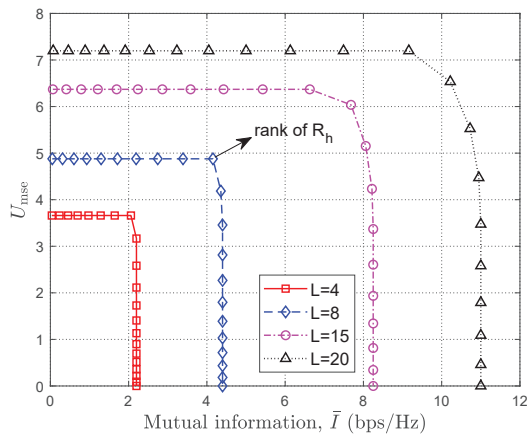 8
7
6
5
4
3
2
1
0
U_mse
rank of R_h
L=4
L=8
L=15
L=20
0 2 4 6 8 10 12
Mutual information, Ī (bps/Hz)